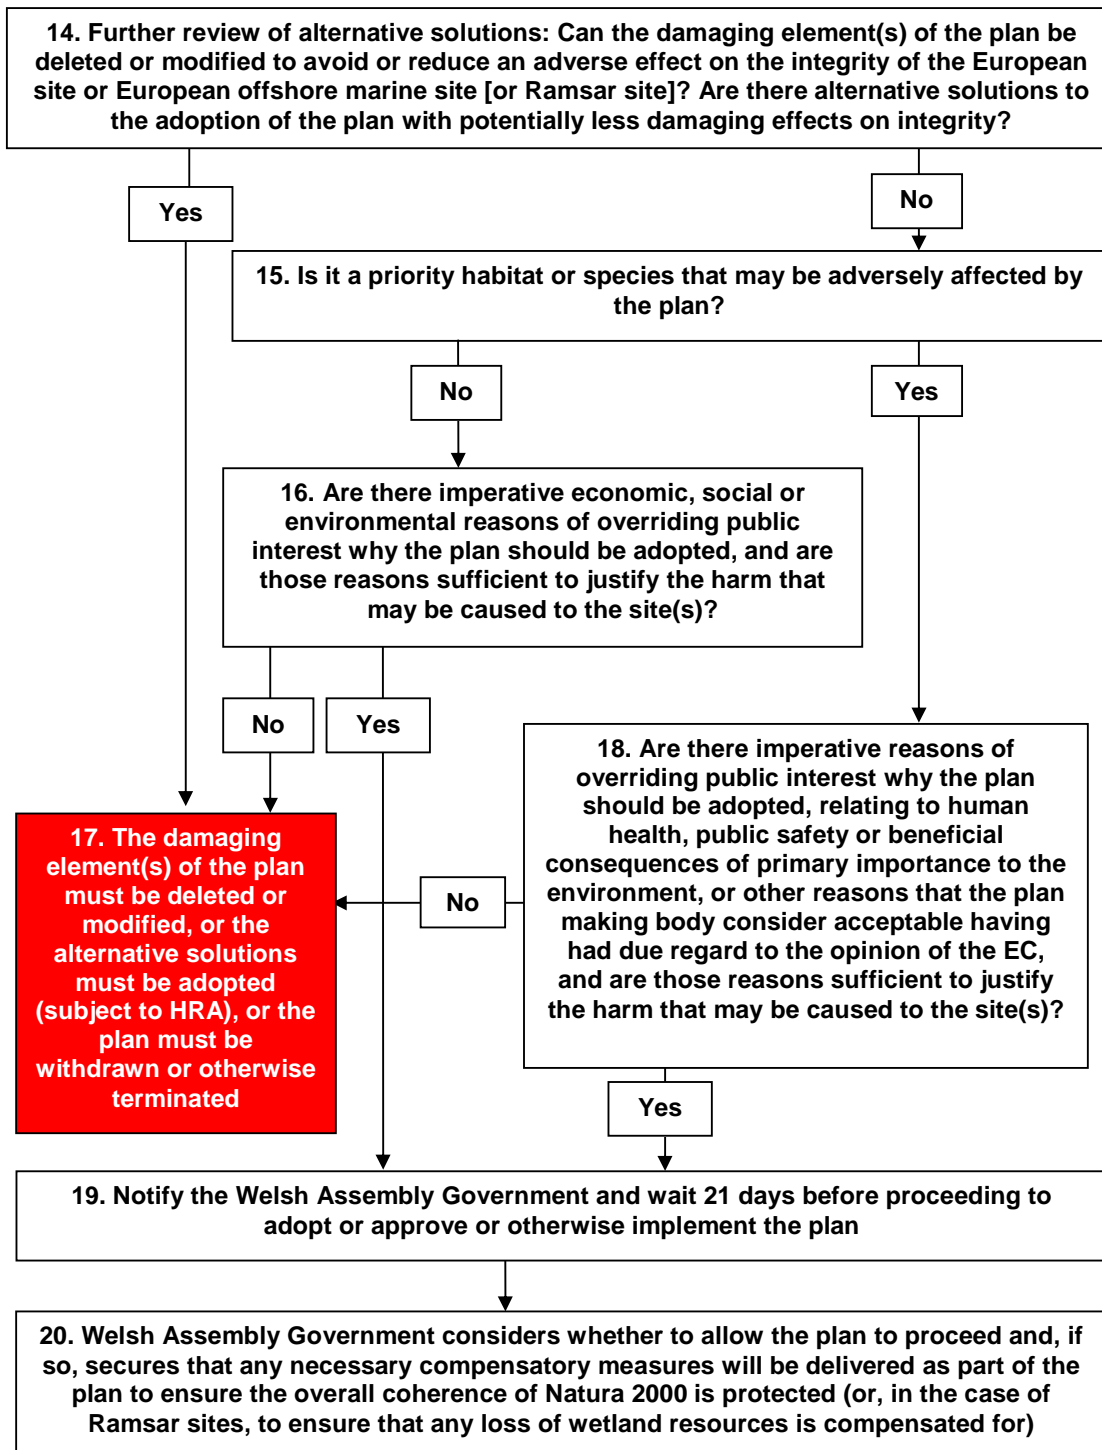 14. Further review of alternative solutions: Can the damaging element(s) of the plan be
deleted or modified to avoid or reduce an adverse effect on the integrity of the European
site or European offshore marine site [or Ramsar site]? Are there alternative solutions to
the adoption of the plan with potentially less damaging effects on integrity?
Yes
No
15. Is it a priority habitat or species that may be adversely affected by
the plan?
No
Yes
16. Are there imperative economic, social or
environmental reasons of overriding public
interest why the plan should be adopted, and are
those reasons sufficient to justify the harm that
may be caused to the site(s)?
No
Yes
18. Are there imperative reasons of
overriding public interest why the plan
should be adopted, relating to human
health, public safety or beneficial
consequences of primary importance to the
environment, or other reasons that the plan
making body consider acceptable having
had due regard to the opinion of the EC,
and are those reasons sufficient to justify
the harm that may be caused to the site(s)?
No
17. The damaging
element(s) of the plan
must be deleted or
modified, or the
alternative solutions
must be adopted
(subject to HRA), or the
plan must be
withdrawn or otherwise
terminated
Yes
19. Notify the Welsh Assembly Government and wait 21 days before proceeding to
adopt or approve or otherwise implement the plan
20. Welsh Assembly Government considers whether to allow the plan to proceed and, if
so, secures that any necessary compensatory measures will be delivered as part of the
plan to ensure the overall coherence of Natura 2000 is protected (or, in the case of
Ramsar sites, to ensure that any loss of wetland resources is compensated for)